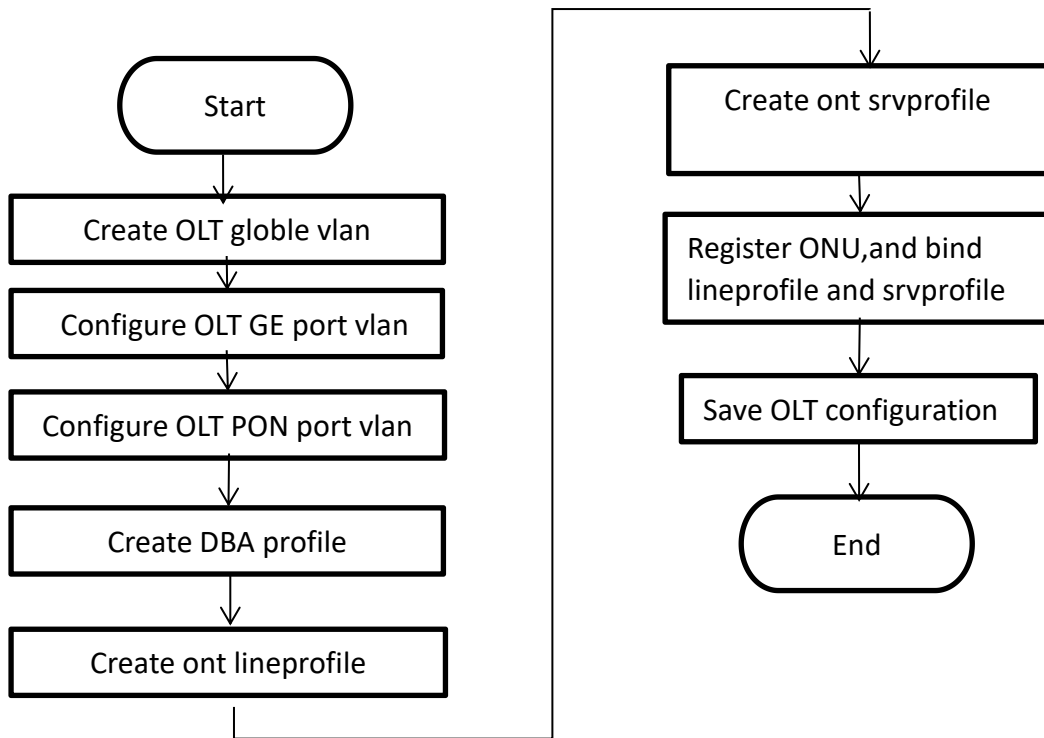 Start
Create OLT globle vlan
Configure OLT GE port vlan
Configure OLT PON port vlan
Create DBA profile
Create ont lineprofile
Create ont srvprofile
Register ONU,and bind
lineprofile and srvprofile
Save OLT configuration
End